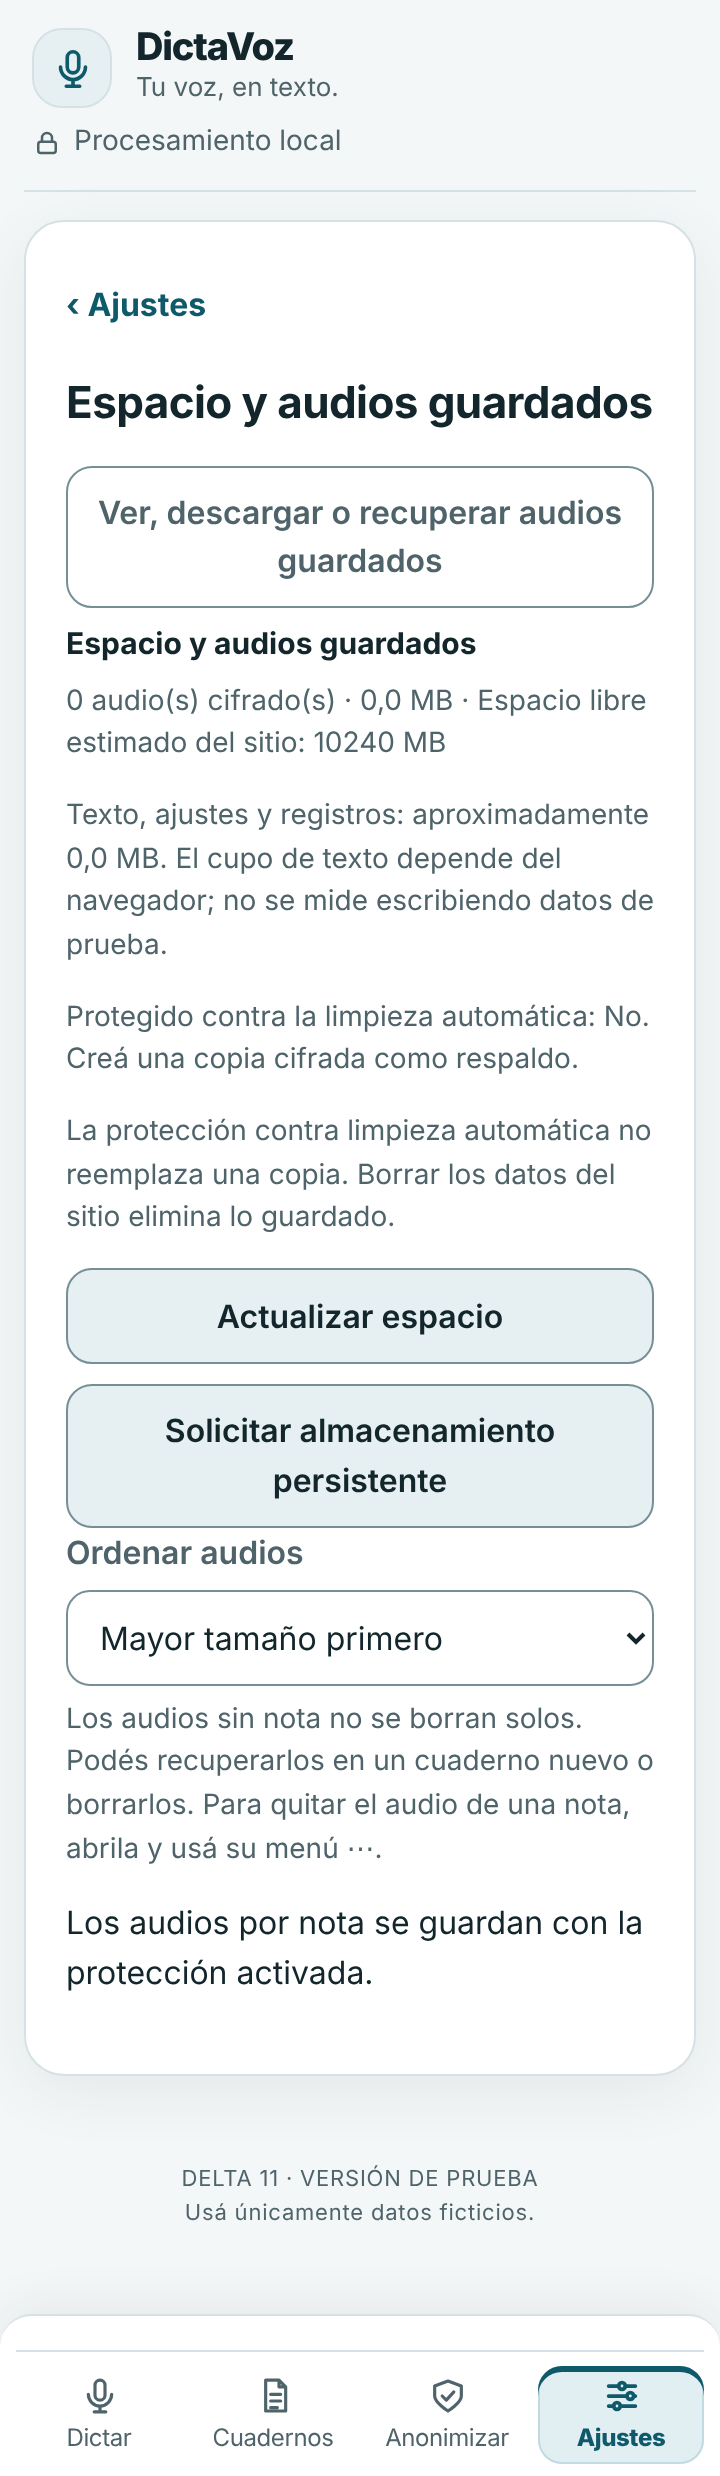 DictaVoz
Tu voz, en texto.
Procesamiento local
‹ Ajustes
Espacio y audios guardados
Ver, descargar o recuperar audios
guardados
Espacio y audios guardados
0 audio(s) cifrado(s) · 0,0 MB · Espacio libre
estimado del sitio: 10240 MB
Texto, ajustes y registros: aproximadamente
0,0 MB. El cupo de texto depende del
navegador; no se mide escribiendo datos de
prueba.
Protegido contra la limpieza automática: No.
Creá una copia cifrada como respaldo.
La protección contra limpieza automática no
reemplaza una copia. Borrar los datos del
sitio elimina lo guardado.
Actualizar espacio
Solicitar almacenamiento
persistente
Ordenar audios
Mayor tamaño primero
Los audios sin nota no se borran solos.
Podés recuperarlos en un cuaderno nuevo o
borrarlos. Para quitar el audio de una nota,
abrila y usá su menú ⋯.
Los audios por nota se guardan con la
protección activada.
DELTA 11 · VERSIÓN DE PRUEBA
Usá únicamente datos ficticios.
Dictar
Cuadernos
Anonimizar
Ajustes